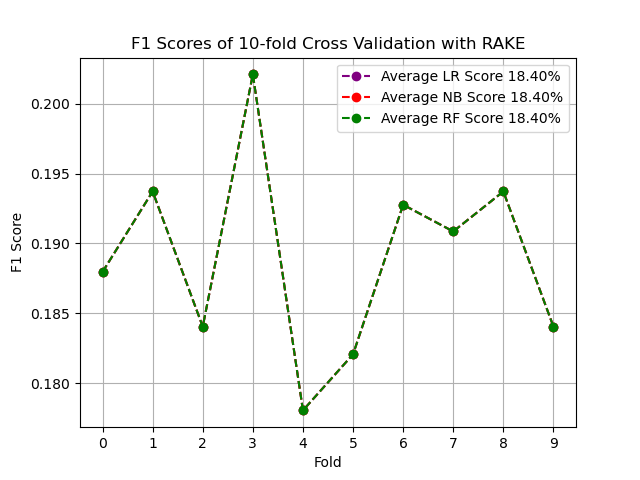 F1 Scores of 10-fold Cross Validation with RAKE
Average LR Score 18.40%
Average NB Score 18.40%
Average RF Score 18.40%
0.200
0.195
0.190
0.185
0.180
F1 Score
0 1 2 3 4 5 6 7 8 9
Fold